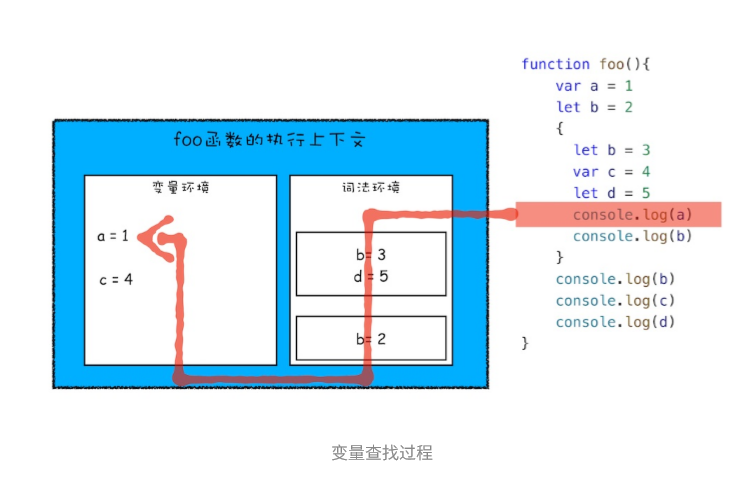 foo函数的执行上下文
变量环境
a = 1
c = 4
词法环境
b= 3
d = 5
b= 2
function foo(){
    var a = 1
    let b = 2
    {
      let b = 3
      var c = 4
      let d = 5
      console.log(a)
      console.log(b)
    }
    console.log(b)
    console.log(c)
    console.log(d)
}
变量查找过程